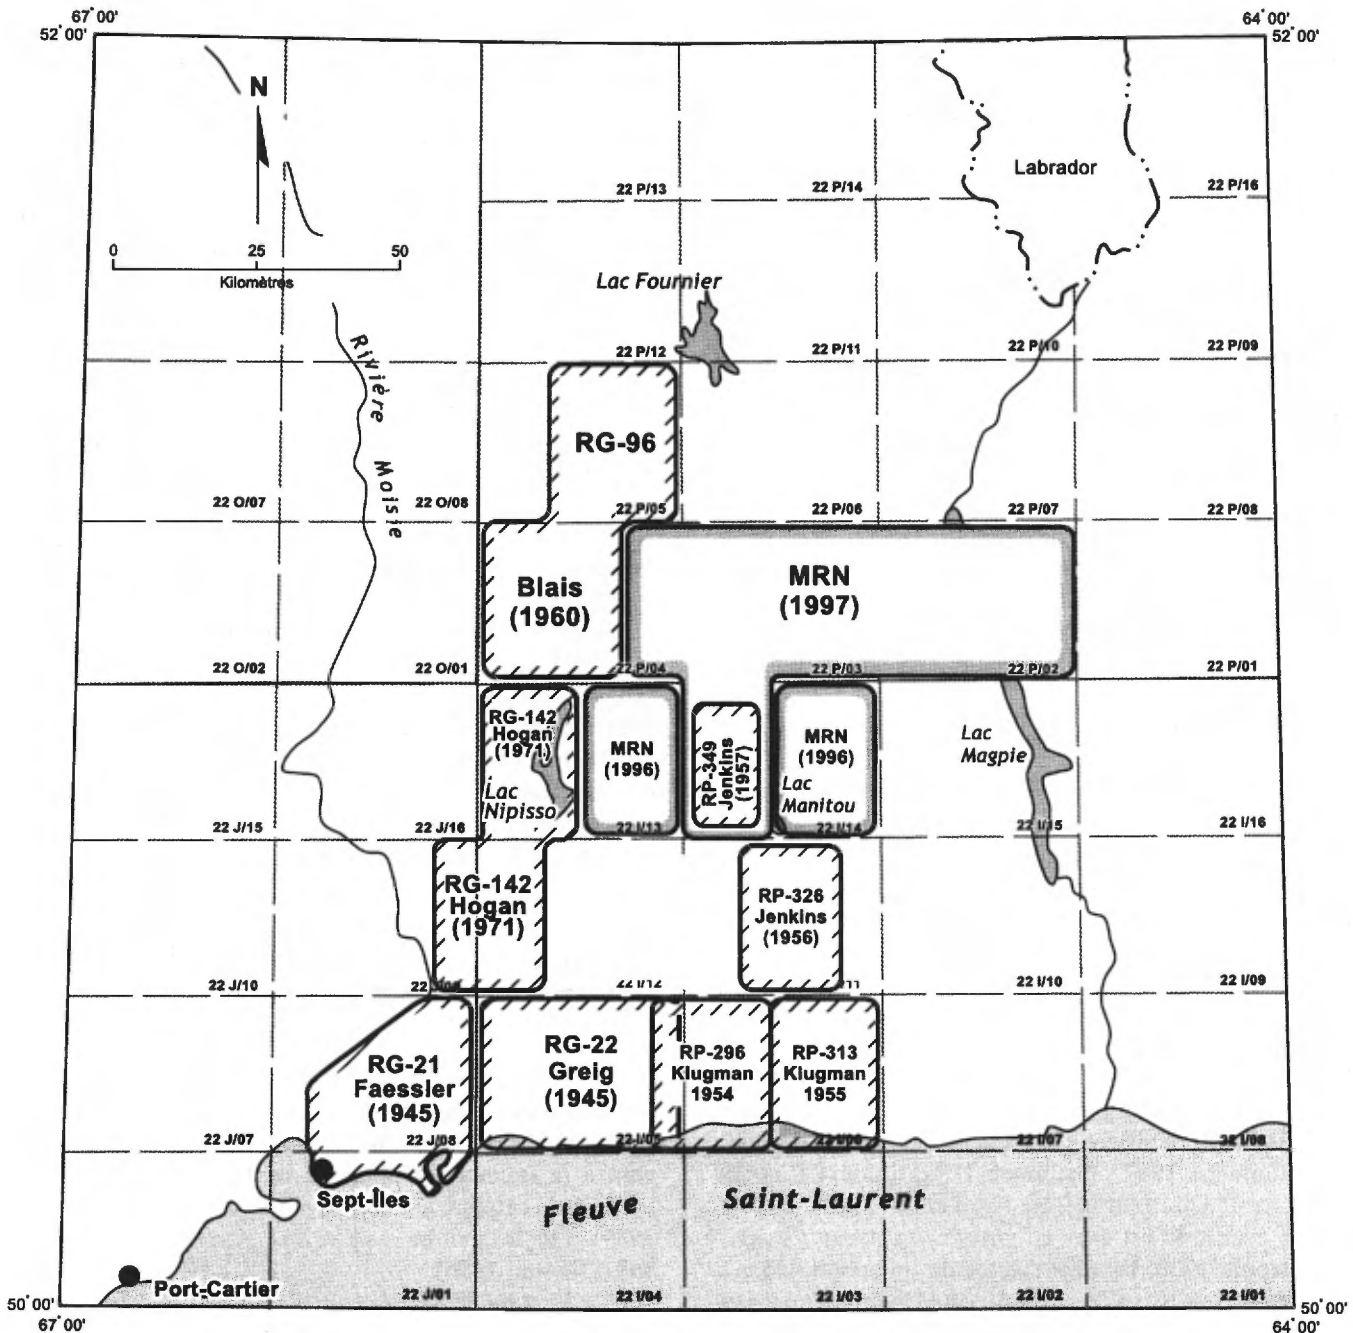 67°00'
64°00'
52°00'
52°00'
N
Labrador
22 P/13
22 P/14
22 P/16
0
25
50
Kilomètres
Lac Fournier
22 P/12
22 P/11
22 P/10
22 P/09
Rivière Moisie
RG-96
22 O/07
22 O/08
22 P/05
22 P/06
22 P/07
22 P/08
Blais
(1960)
MRN
(1997)
22 O/02
22 O/01
22 P/04
22 P/03
22 P/02
22 P/01
RG-142
Hogan
(1971)
Lac
Nipisso
MRN
(1996)
RP-349
Jenkins
(1957)
MRN
(1996)
Lac
Manitou
Lac
Magpie
22 J/15
22 J/16
22 I/13
22 I/14
22 I/15
22 I/16
RG-142
Hogan
(1971)
RP-326
Jenkins
(1956)
22 J/10
22 I/12
22 I/10
22 I/09
RG-21
Faessler
(1945)
RG-22
Greig
(1945)
RP-296
Klugman
1954
RP-313
Klugman
1955
22 J/07
22 J/08
22 I/05
22 I/06
22 I/07
22 I/08
Sept-Îles
Fleuve Saint-Laurent
Port-Cartier
22 J/01
22 I/04
22 I/03
22 I/02
22 I/01
50°00'
50°00'
67°00'
64°00'